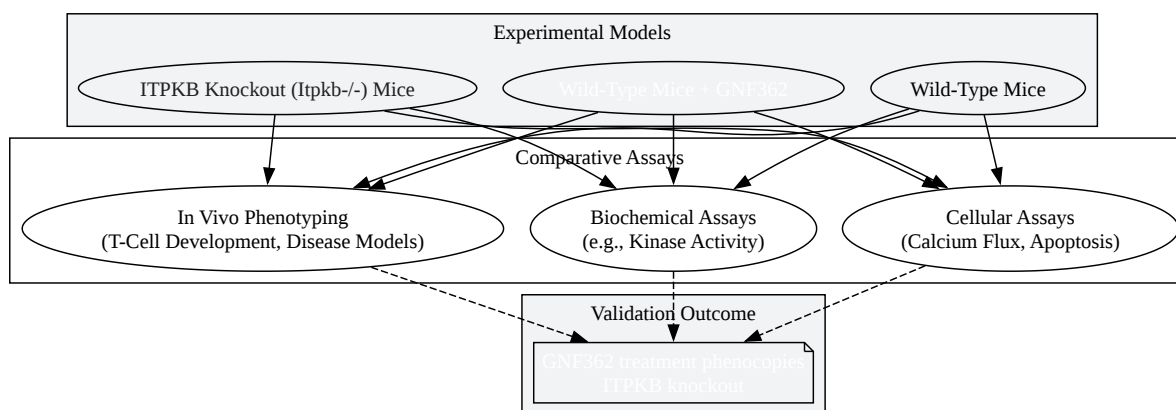 Experimental Models
ITPKB Knockout (Itpkb-/-) Mice
Wild-Type Mice + GNF362
Wild-Type Mice
Comparative Assays
In Vivo Phenotyping
(T-Cell Development, Disease Models)
Biochemical Assays
(e.g., Kinase Activity)
Cellular Assays
(Calcium Flux, Apoptosis)
Validation Outcome
GNF362 treatment phenocopies
ITPKB knockout